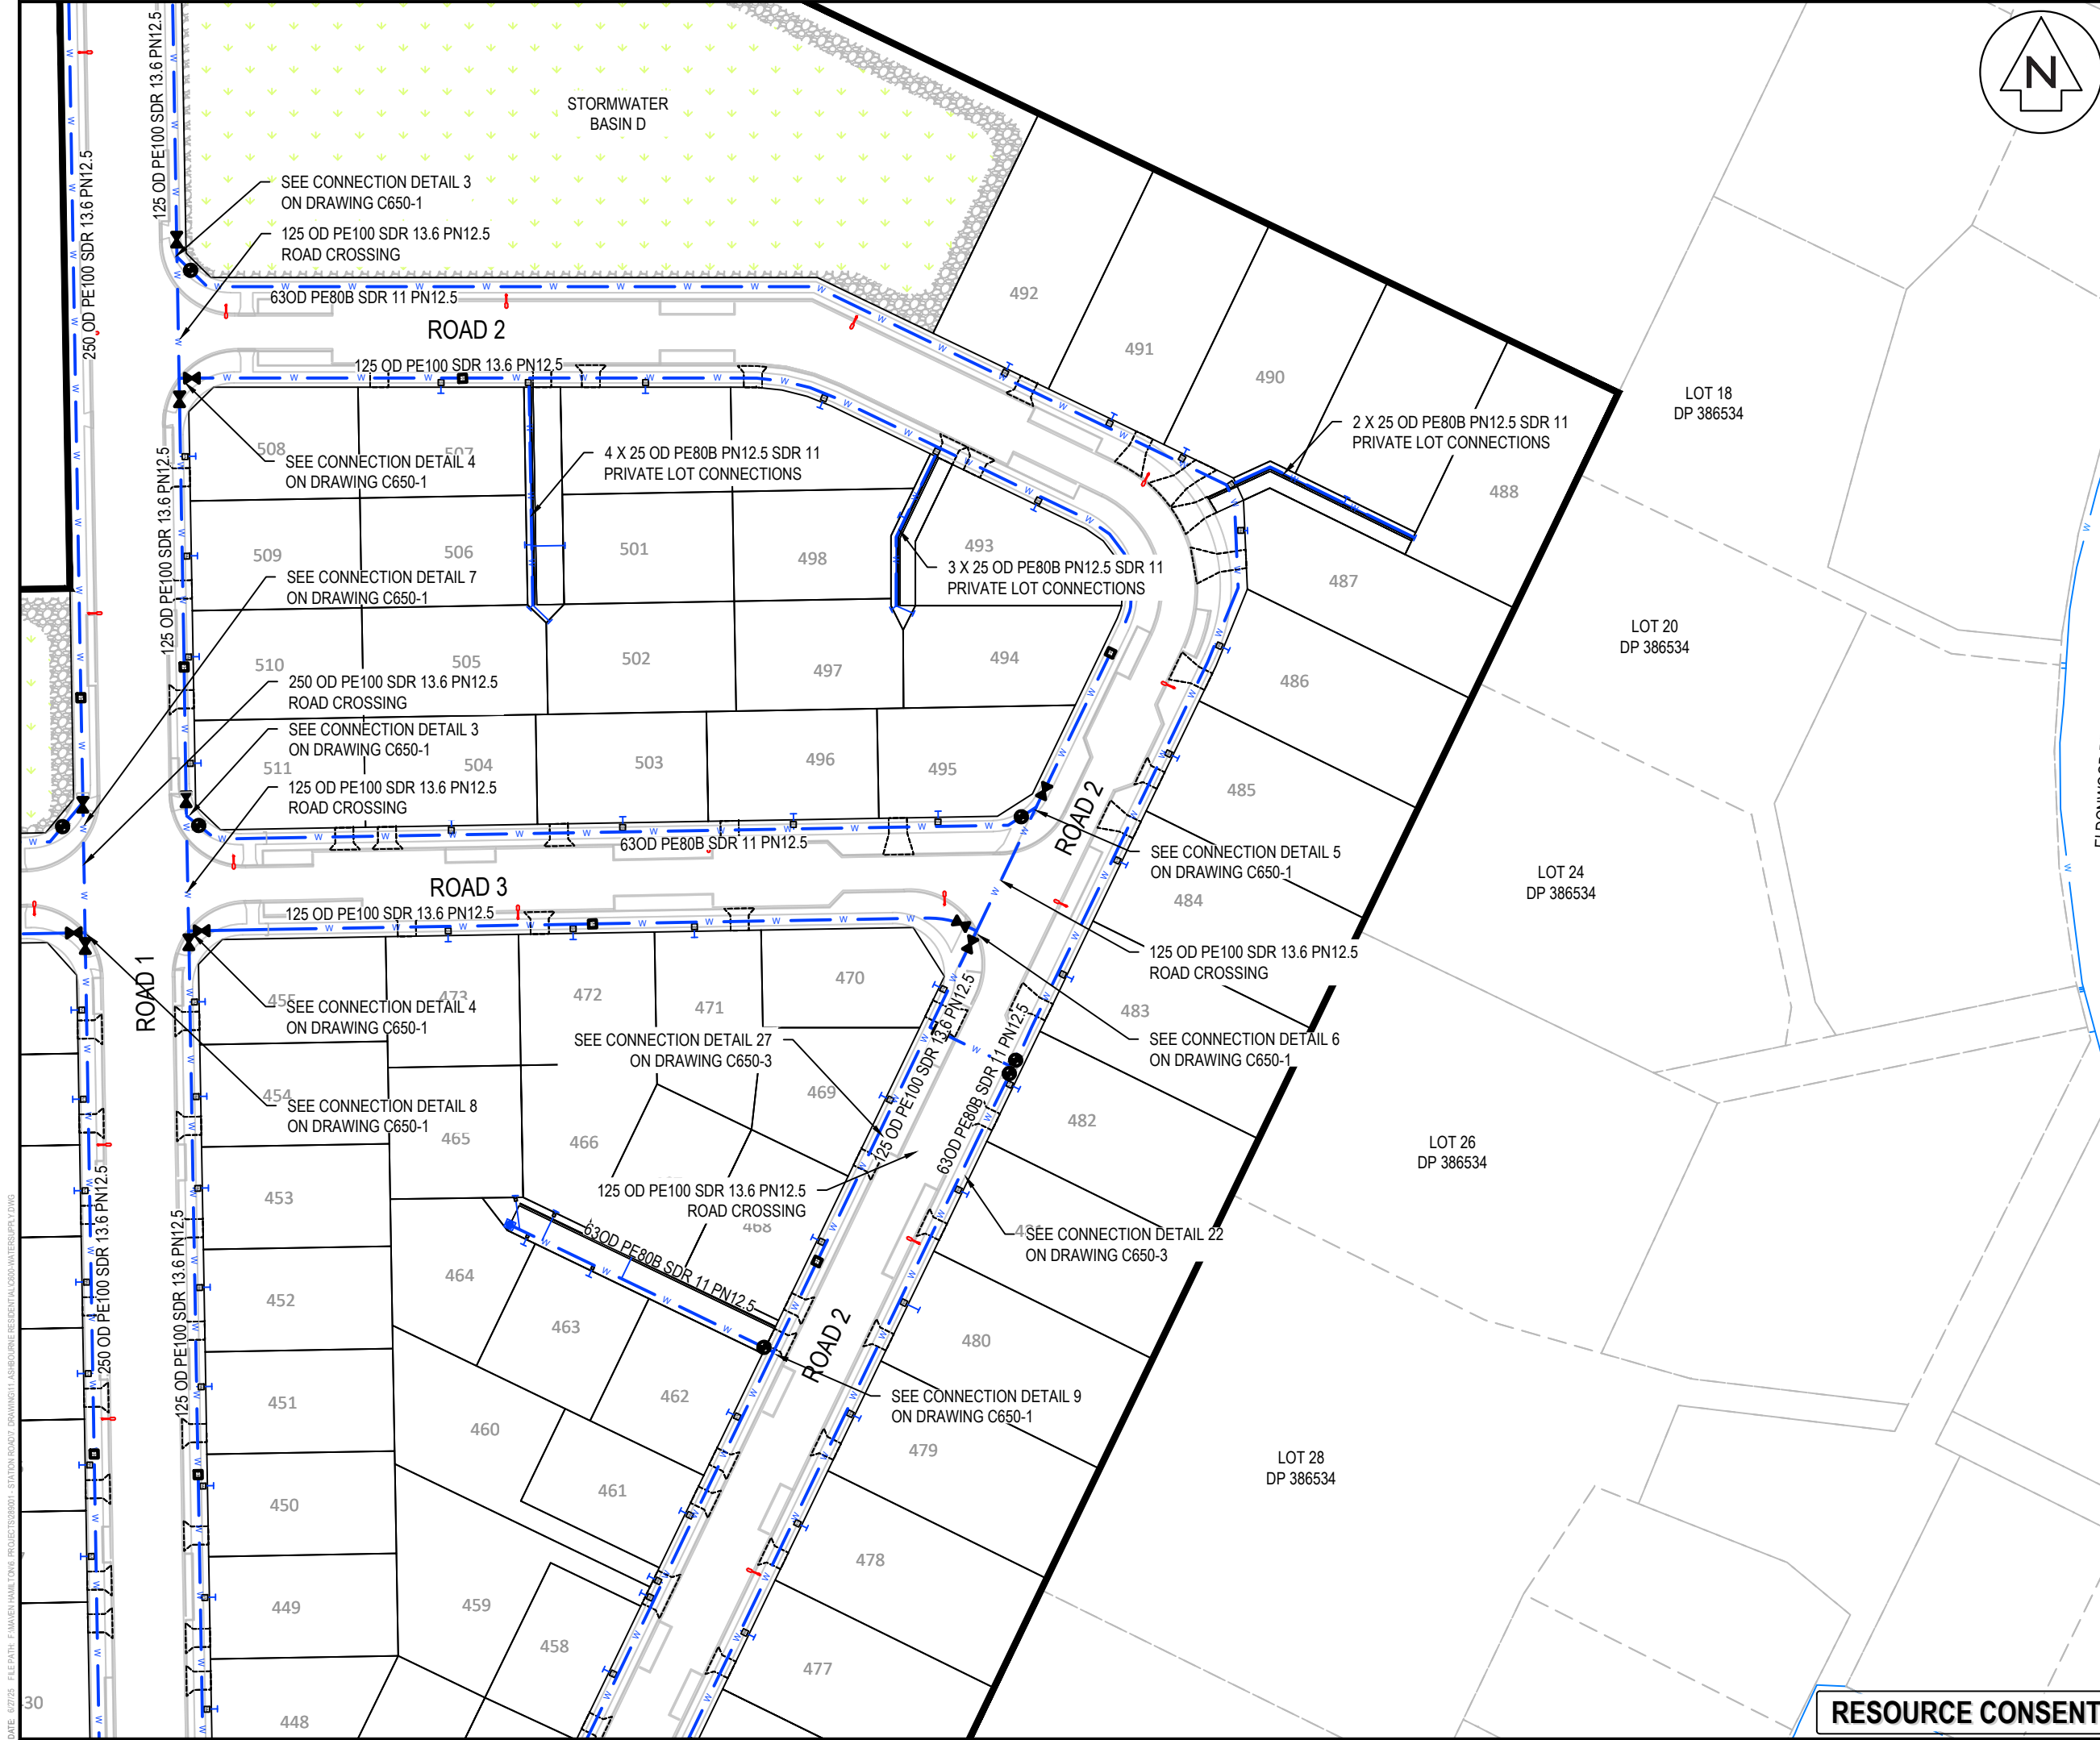 N
125 OD PE100 SDR 13.6 PN12.5
250 OD PE100 SDR 13.6 PN12.5
STORMWATER
BASIN D
SEE CONNECTION DETAIL 3
ON DRAWING C650-1
125 OD PE100 SDR 13.6 PN12.5
ROAD CROSSING
63OD PE80B SDR 11 PN12.5
ROAD 2
125 OD PE100 SDR 13.6 PN12.5
492
491
490
488
LOT 18
DP 386534
2 X 25 OD PE80B PN12.5 SDR 11
PRIVATE LOT CONNECTIONS
508
507
SEE CONNECTION DETAIL 4
ON DRAWING C650-1
4 X 25 OD PE80B PN12.5 SDR 11
PRIVATE LOT CONNECTIONS
125 OD PE100 SDR 13.6 PN12.5
509
506
501
498
493
3 X 25 OD PE80B PN12.5 SDR 11
PRIVATE LOT CONNECTIONS
487
SEE CONNECTION DETAIL 7
ON DRAWING C650-1
LOT 20
DP 386534
510
505
502
497
494
486
250 OD PE100 SDR 13.6 PN12.5
ROAD CROSSING
SEE CONNECTION DETAIL 3
ON DRAWING C650-1
511
504
503
496
495
485
125 OD PE100 SDR 13.6 PN12.5
ROAD CROSSING
ROAD 2
63OD PE80B SDR 11 PN12.5
SEE CONNECTION DETAIL 5
ON DRAWING C650-1
LOT 24
DP 386534
ROAD 3
484
125 OD PE100 SDR 13.6 PN12.5
125 OD PE100 SDR 13.6 PN12.5
ROAD CROSSING
ROAD 1
455
473
472
471
470
483
SEE CONNECTION DETAIL 4
ON DRAWING C650-1
SEE CONNECTION DETAIL 27
ON DRAWING C650-3
125 OD PE100 SDR 13.6 PN12.5
63OD PE80B SDR 11 PN12.5
SEE CONNECTION DETAIL 6
ON DRAWING C650-1
454
469
SEE CONNECTION DETAIL 8
ON DRAWING C650-1
465
466
482
LOT 26
DP 386534
453
125 OD PE100 SDR 13.6 PN12.5
ROAD CROSSING
468
SEE CONNECTION DETAIL 22
ON DRAWING C650-3
250 OD PE100 SDR 13.6 PN12.5
125 OD PE100 SDR 13.6 PN12.5
63OD PE80B SDR 11 PN12.5
464
452
463
480
ROAD 2
462
451
SEE CONNECTION DETAIL 9
ON DRAWING C650-1
460
479
LOT 28
DP 386534
461
450
478
449
459
458
477
448
RESOURCE CONSENT